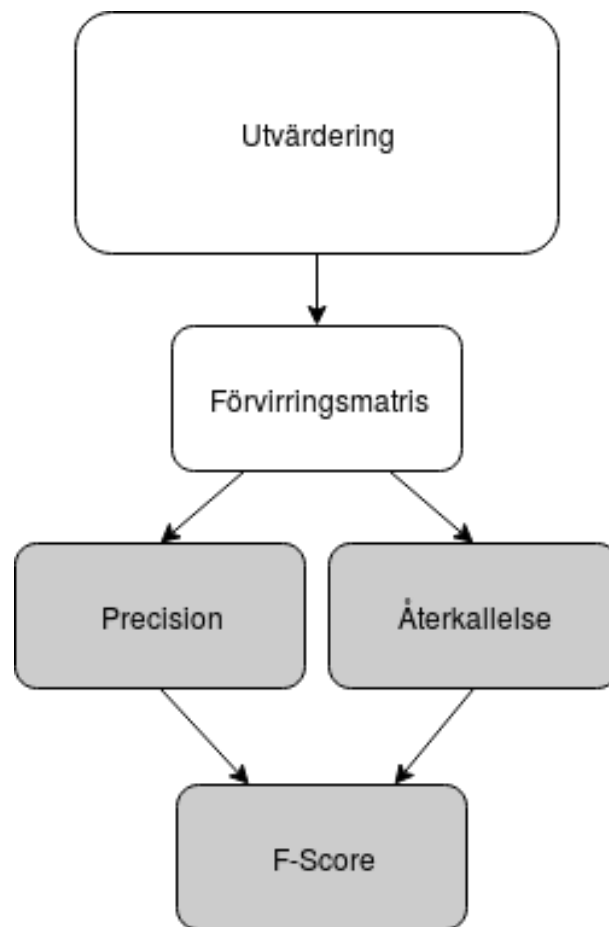 Utvärdering
Förvirringsmatris
Precision
Återkallelse
F-Score